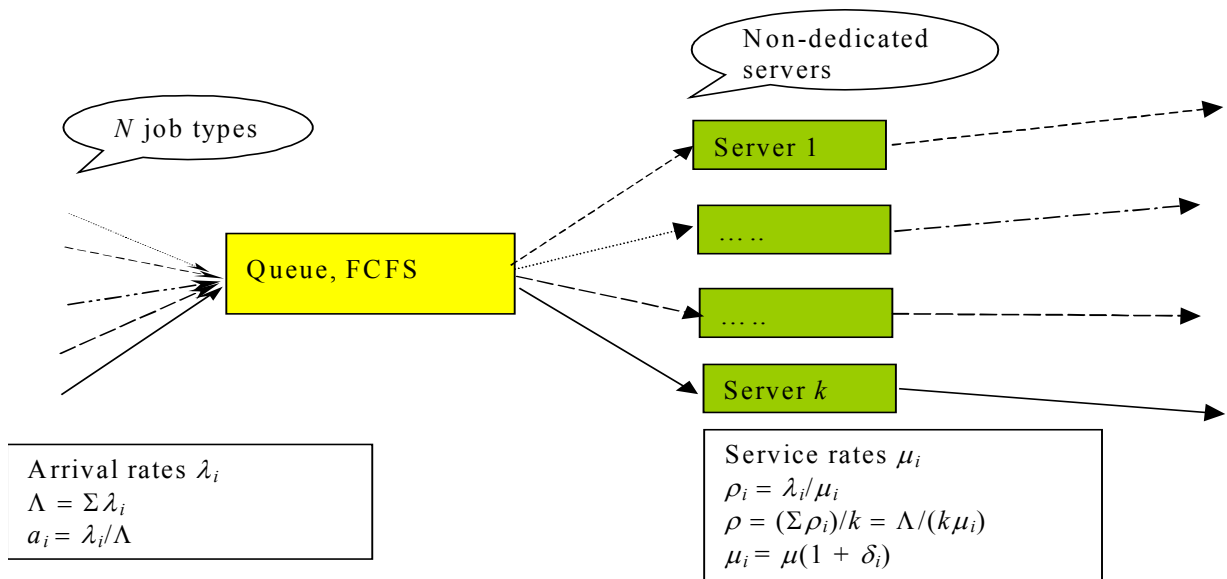 Non-dedicated
servers
N job types
Server 1
…..
Queue, FCFS
…..
Server k
Arrival rates λᵢ
Λ = Σλᵢ
aᵢ = λᵢ/Λ
Service rates μᵢ
ρᵢ = λᵢ/μᵢ
ρ = (Σρᵢ)/k = Λ/(kμᵢ)
μᵢ = μ(1 + δᵢ)